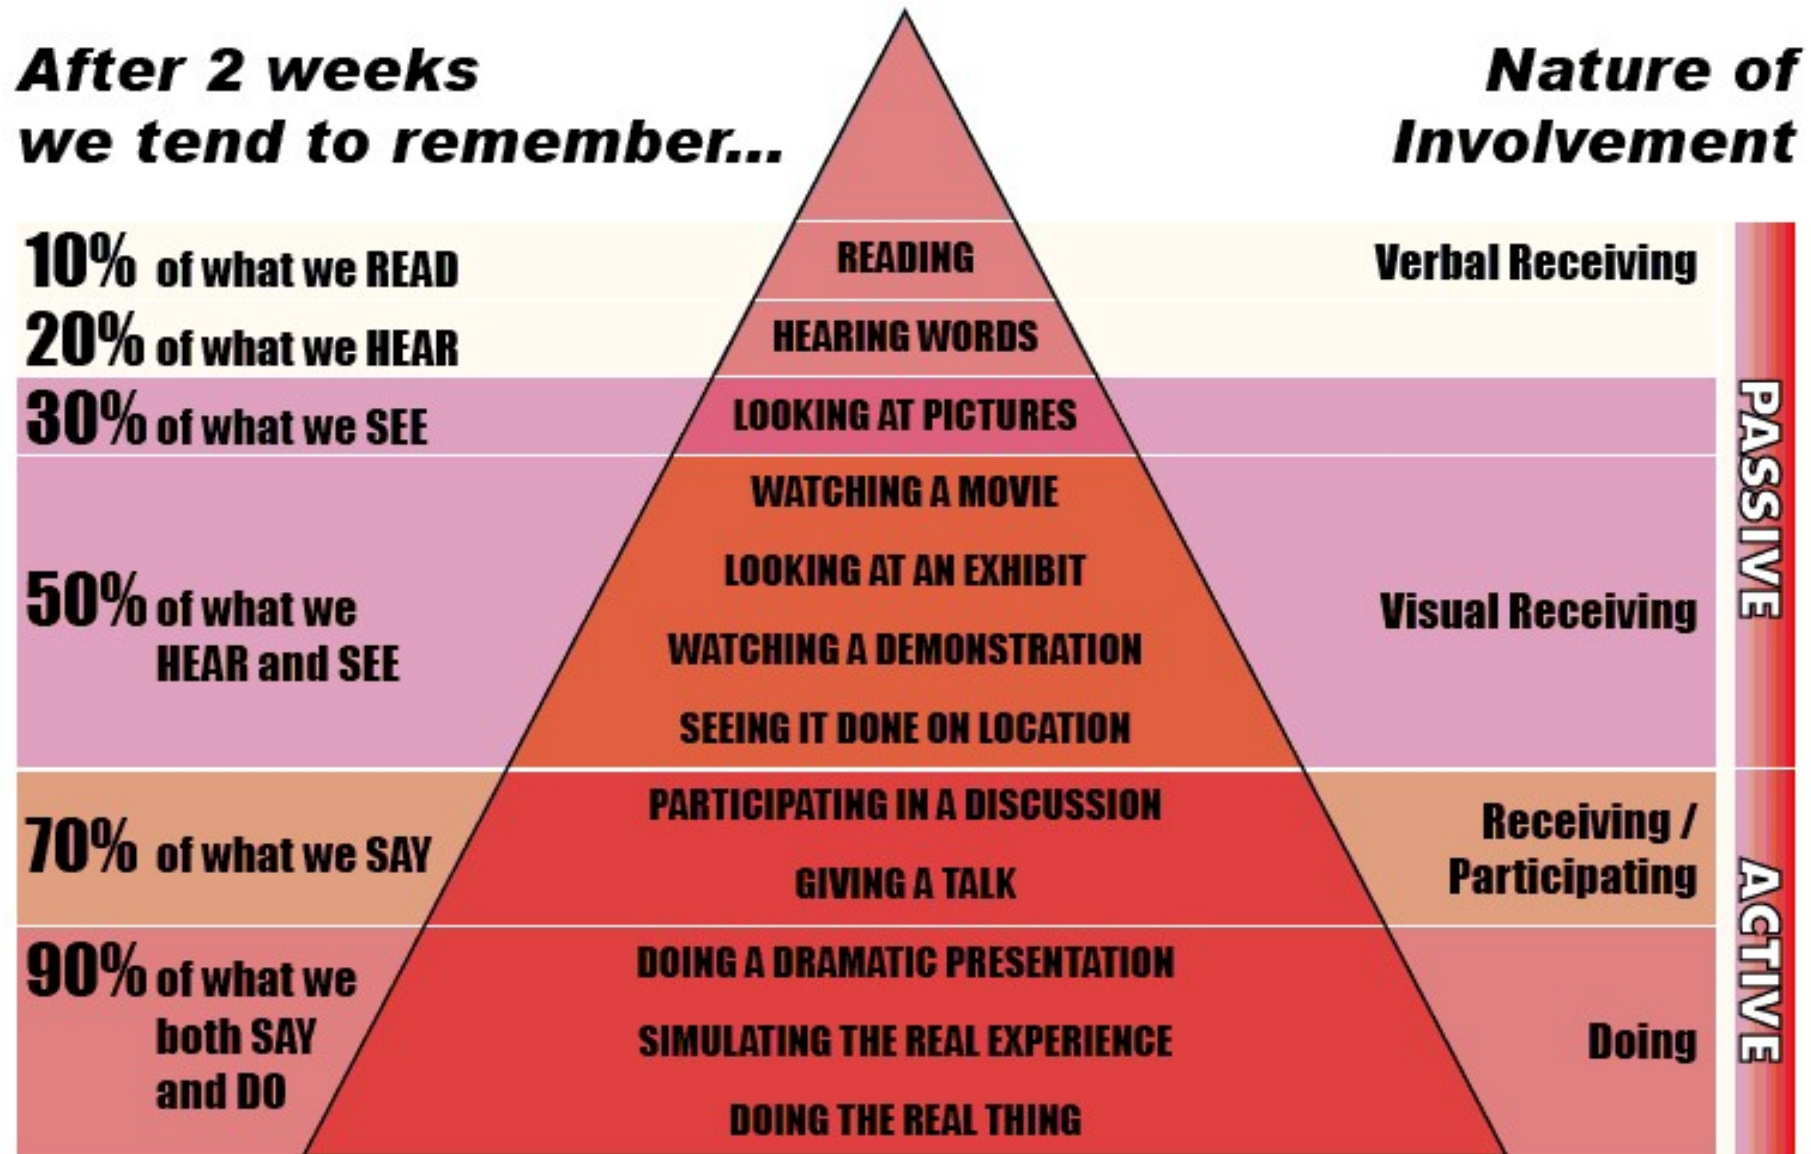 After 2 weeks
we tend to remember...
Nature of
Involvement
10% of what we READ
READING
Verbal Receiving
20% of what we HEAR
HEARING WORDS
30% of what we SEE
LOOKING AT PICTURES
50% of what we
HEAR and SEE
WATCHING A MOVIE
LOOKING AT AN EXHIBIT
WATCHING A DEMONSTRATION
SEEING IT DONE ON LOCATION
Visual Receiving
PASSIVE
70% of what we SAY
PARTICIPATING IN A DISCUSSION
GIVING A TALK
Receiving /
Participating
90% of what we
both SAY
and DO
DOING A DRAMATIC PRESENTATION
SIMULATING THE REAL EXPERIENCE
DOING THE REAL THING
Doing
ACTIVE